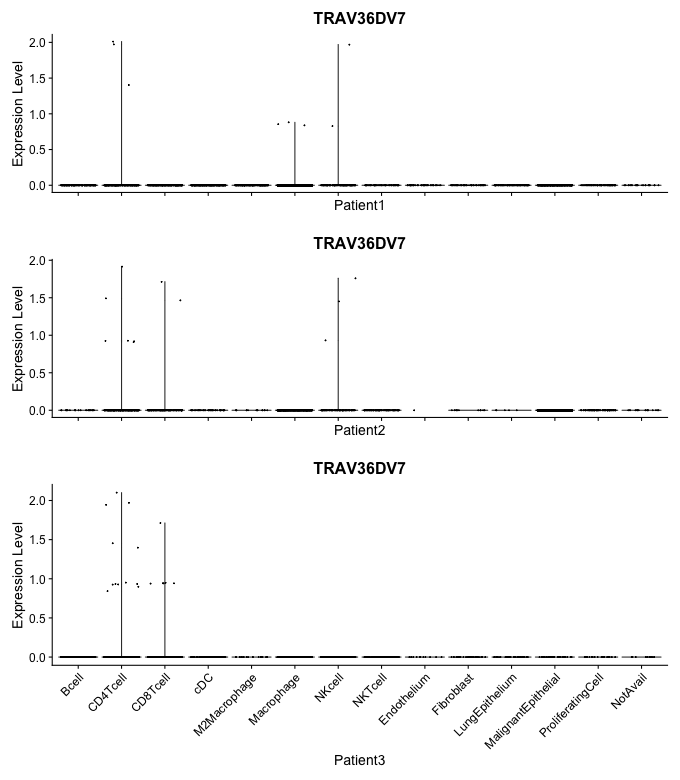 TRAV36DV7
Expression Level
2.0
1.5
1.0
0.5
0.0
Patient1
TRAV36DV7
Expression Level
2.0
1.5
1.0
0.5
0.0
Patient2
TRAV36DV7
Expression Level
2.0
1.5
1.0
0.5
0.0
Bcell
CD4Tcell
CD8Tcell
cDC
M2Macrophage
Macrophage
NKcell
NKTcell
Endothelium
Fibroblast
LungEpithelium
MalignantEpithelial
ProliferatingCell
NotAvail
Patient3